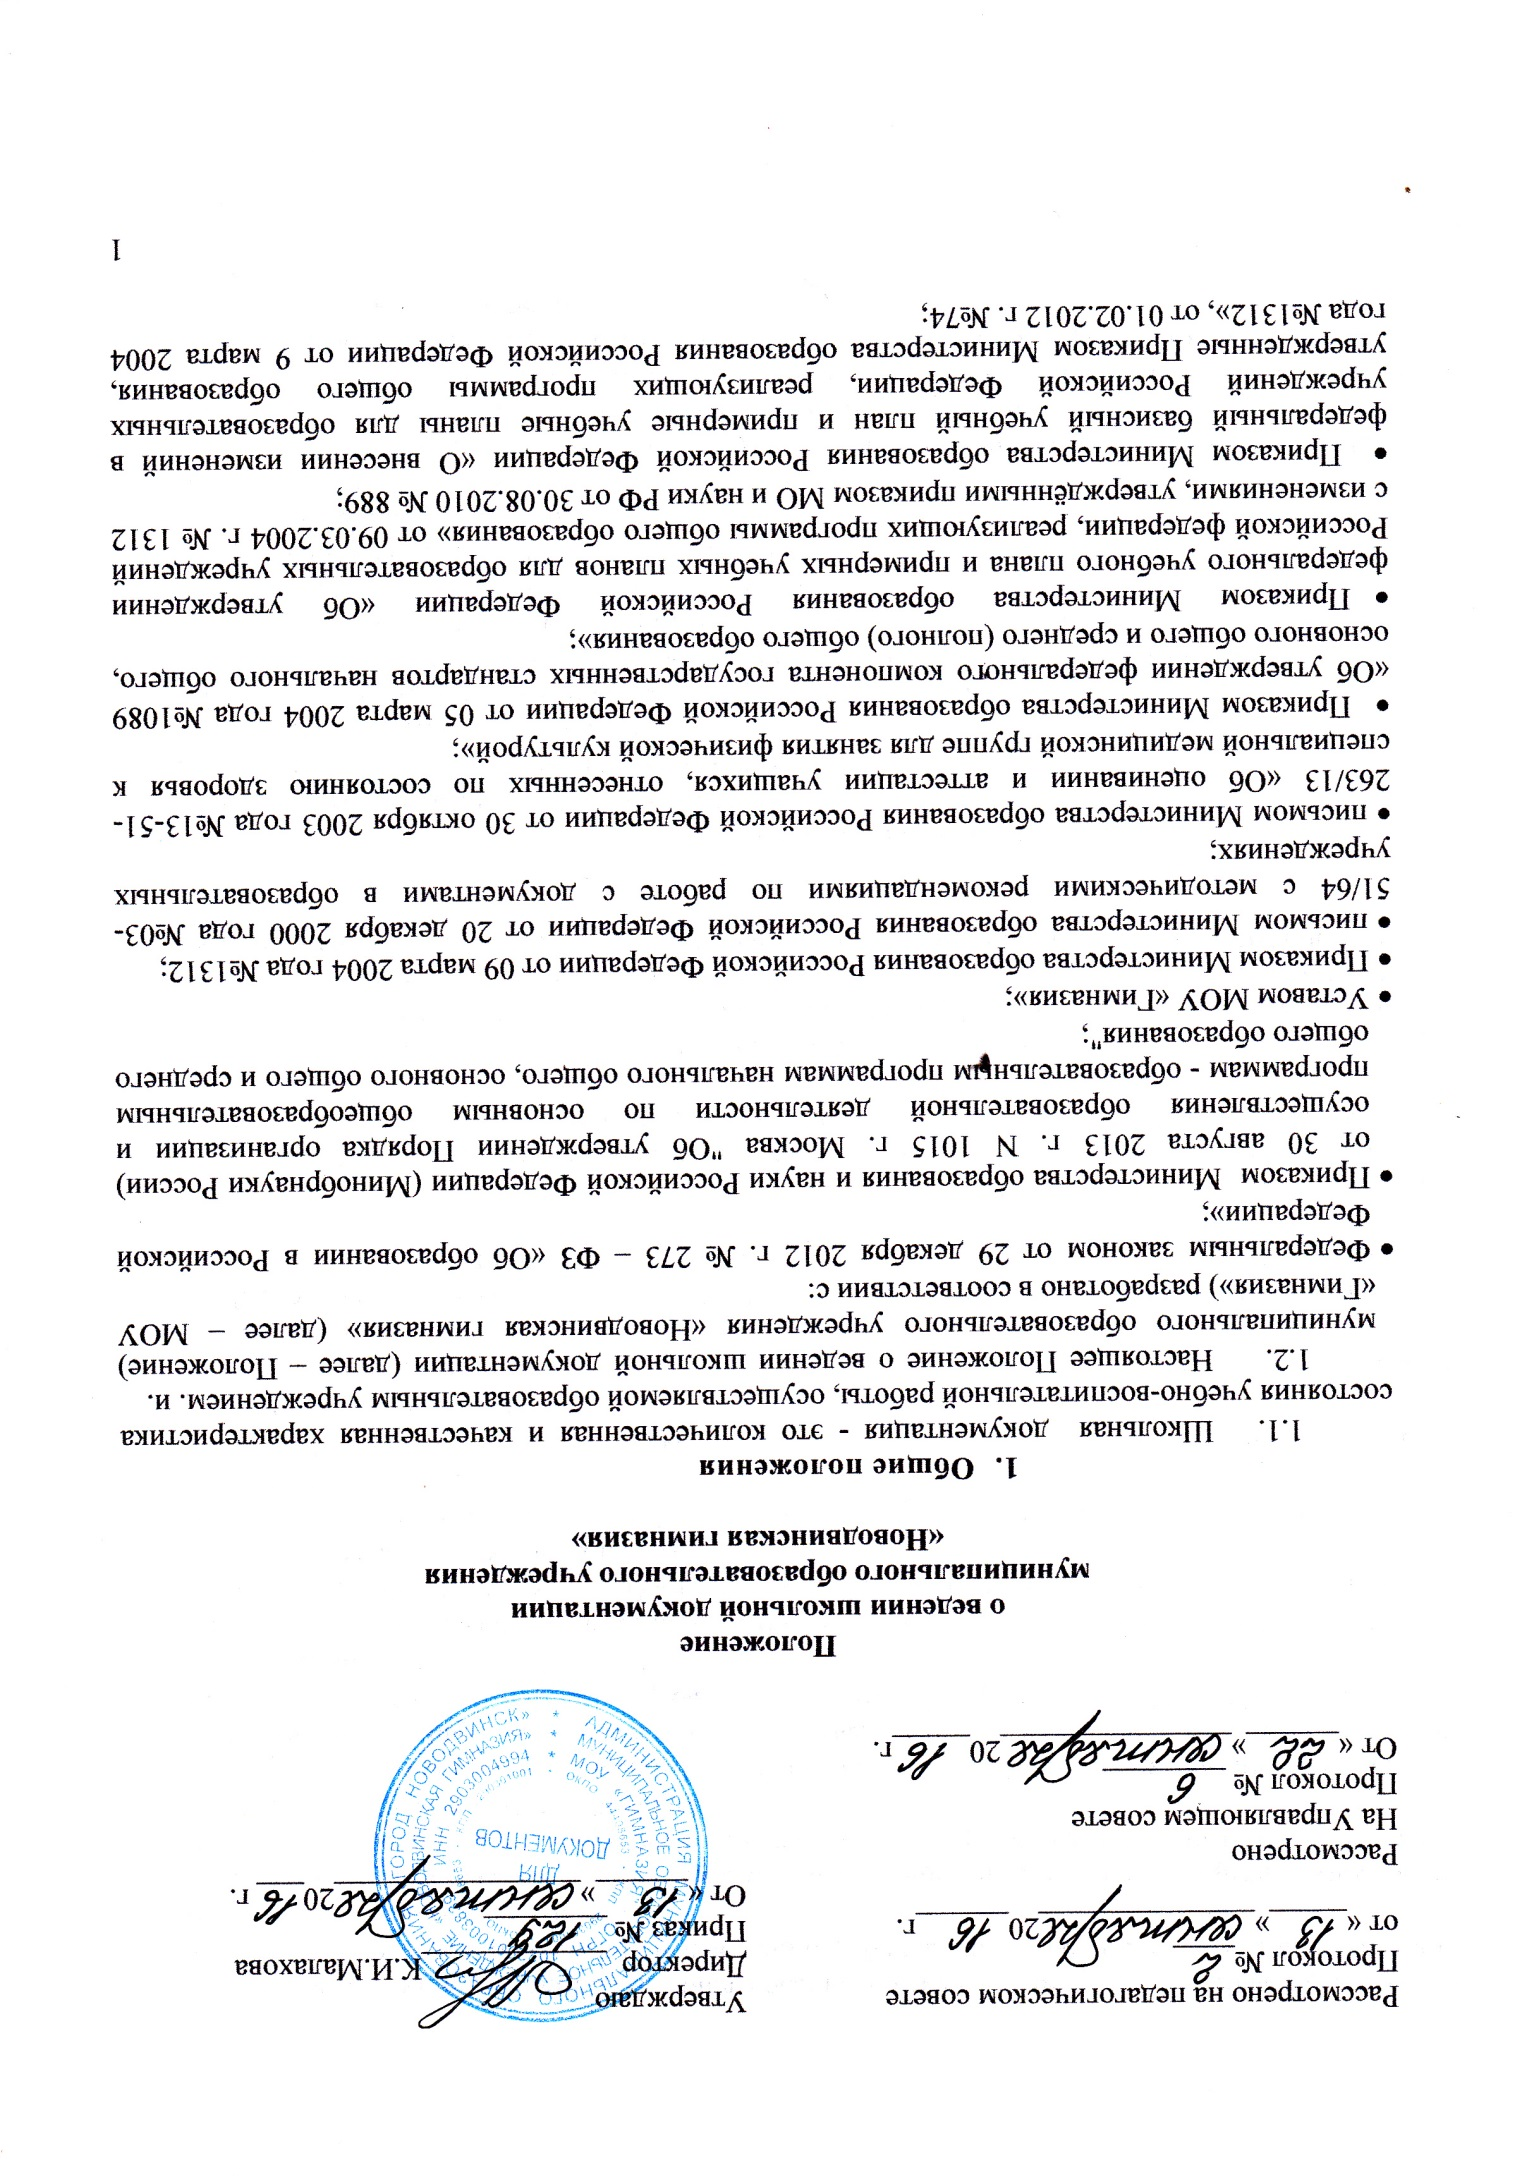 Рассмотрено на педагогическом совете
Протокол № 2
от « 13 » сентября 2016 г.
Рассмотрено
На Управляющем совете
Протокол № 6
От « 22 » сентября 2016 г.
Утверждаю
Директор К.И.Малахова
Приказ № 129
От « 13 » сентября 2016 г.
ДЛЯ
ДОКУМЕНТОВ
МОУ «ГИМНАЗИЯ»
ИНН 2903004994
Положение
о ведении школьной документации
муниципального образовательного учреждения
«Новодвинская гимназия»
1. Общие положения
1.1. Школьная документация - это количественная и качественная характеристика
состояния учебно-воспитательной работы, осуществляемой образовательным учреждением. и.
1.2. Настоящее Положение о ведении школьной документации (далее – Положение)
муниципального образовательного учреждения «Новодвинская гимназия» (далее – МОУ
«Гимназия») разработано в соответствии с:
• Федеральным законом от 29 декабря 2012 г. № 273 – ФЗ «Об образовании в Российской
Федерации»;
• Приказом Министерства образования и науки Российской Федерации (Минобрнауки России)
от 30 августа 2013 г. N 1015 г. Москва "Об утверждении Порядка организации и
осуществления образовательной деятельности по основным общеобразовательным
программам - образовательным программам начального общего, основного общего и среднего
общего образования";
• Уставом МОУ «Гимназия»;
• Приказом Министерства образования Российской Федерации от 09 марта 2004 года №1312;
• письмом Министерства образования Российской Федерации от 20 декабря 2000 года №03-
51/64 с методическими рекомендациями по работе с документами в образовательных
учреждениях;
• письмом Министерства образования Российской Федерации от 30 октября 2003 года №13-51-
263/13 «Об оценивании и аттестации учащихся, отнесенных по состоянию здоровья к
специальной медицинской группе для занятия физической культурой»;
• Приказом Министерства образования Российской Федерации от 05 марта 2004 года №1089
«Об утверждении федерального компонента государственных стандартов начального общего,
основного общего и среднего (полного) общего образования»;
• Приказом Министерства образования Российской Федерации «Об утверждении
федерального учебного плана и примерных учебных планов для образовательных учреждений
Российской федерации, реализующих программы общего образования» от 09.03.2004 г. № 1312
с изменениями, утверждёнными приказом МО и науки РФ от 30.08.2010 № 889;
• Приказом Министерства образования Российской Федерации «О внесении изменений в
федеральный базисный учебный план и примерные учебные планы для образовательных
учреждений Российской Федерации, реализующих программы общего образования,
утвержденные Приказом Министерства образования Российской Федерации от 9 марта 2004
года №1312», от 01.02.2012 г. №74;
1